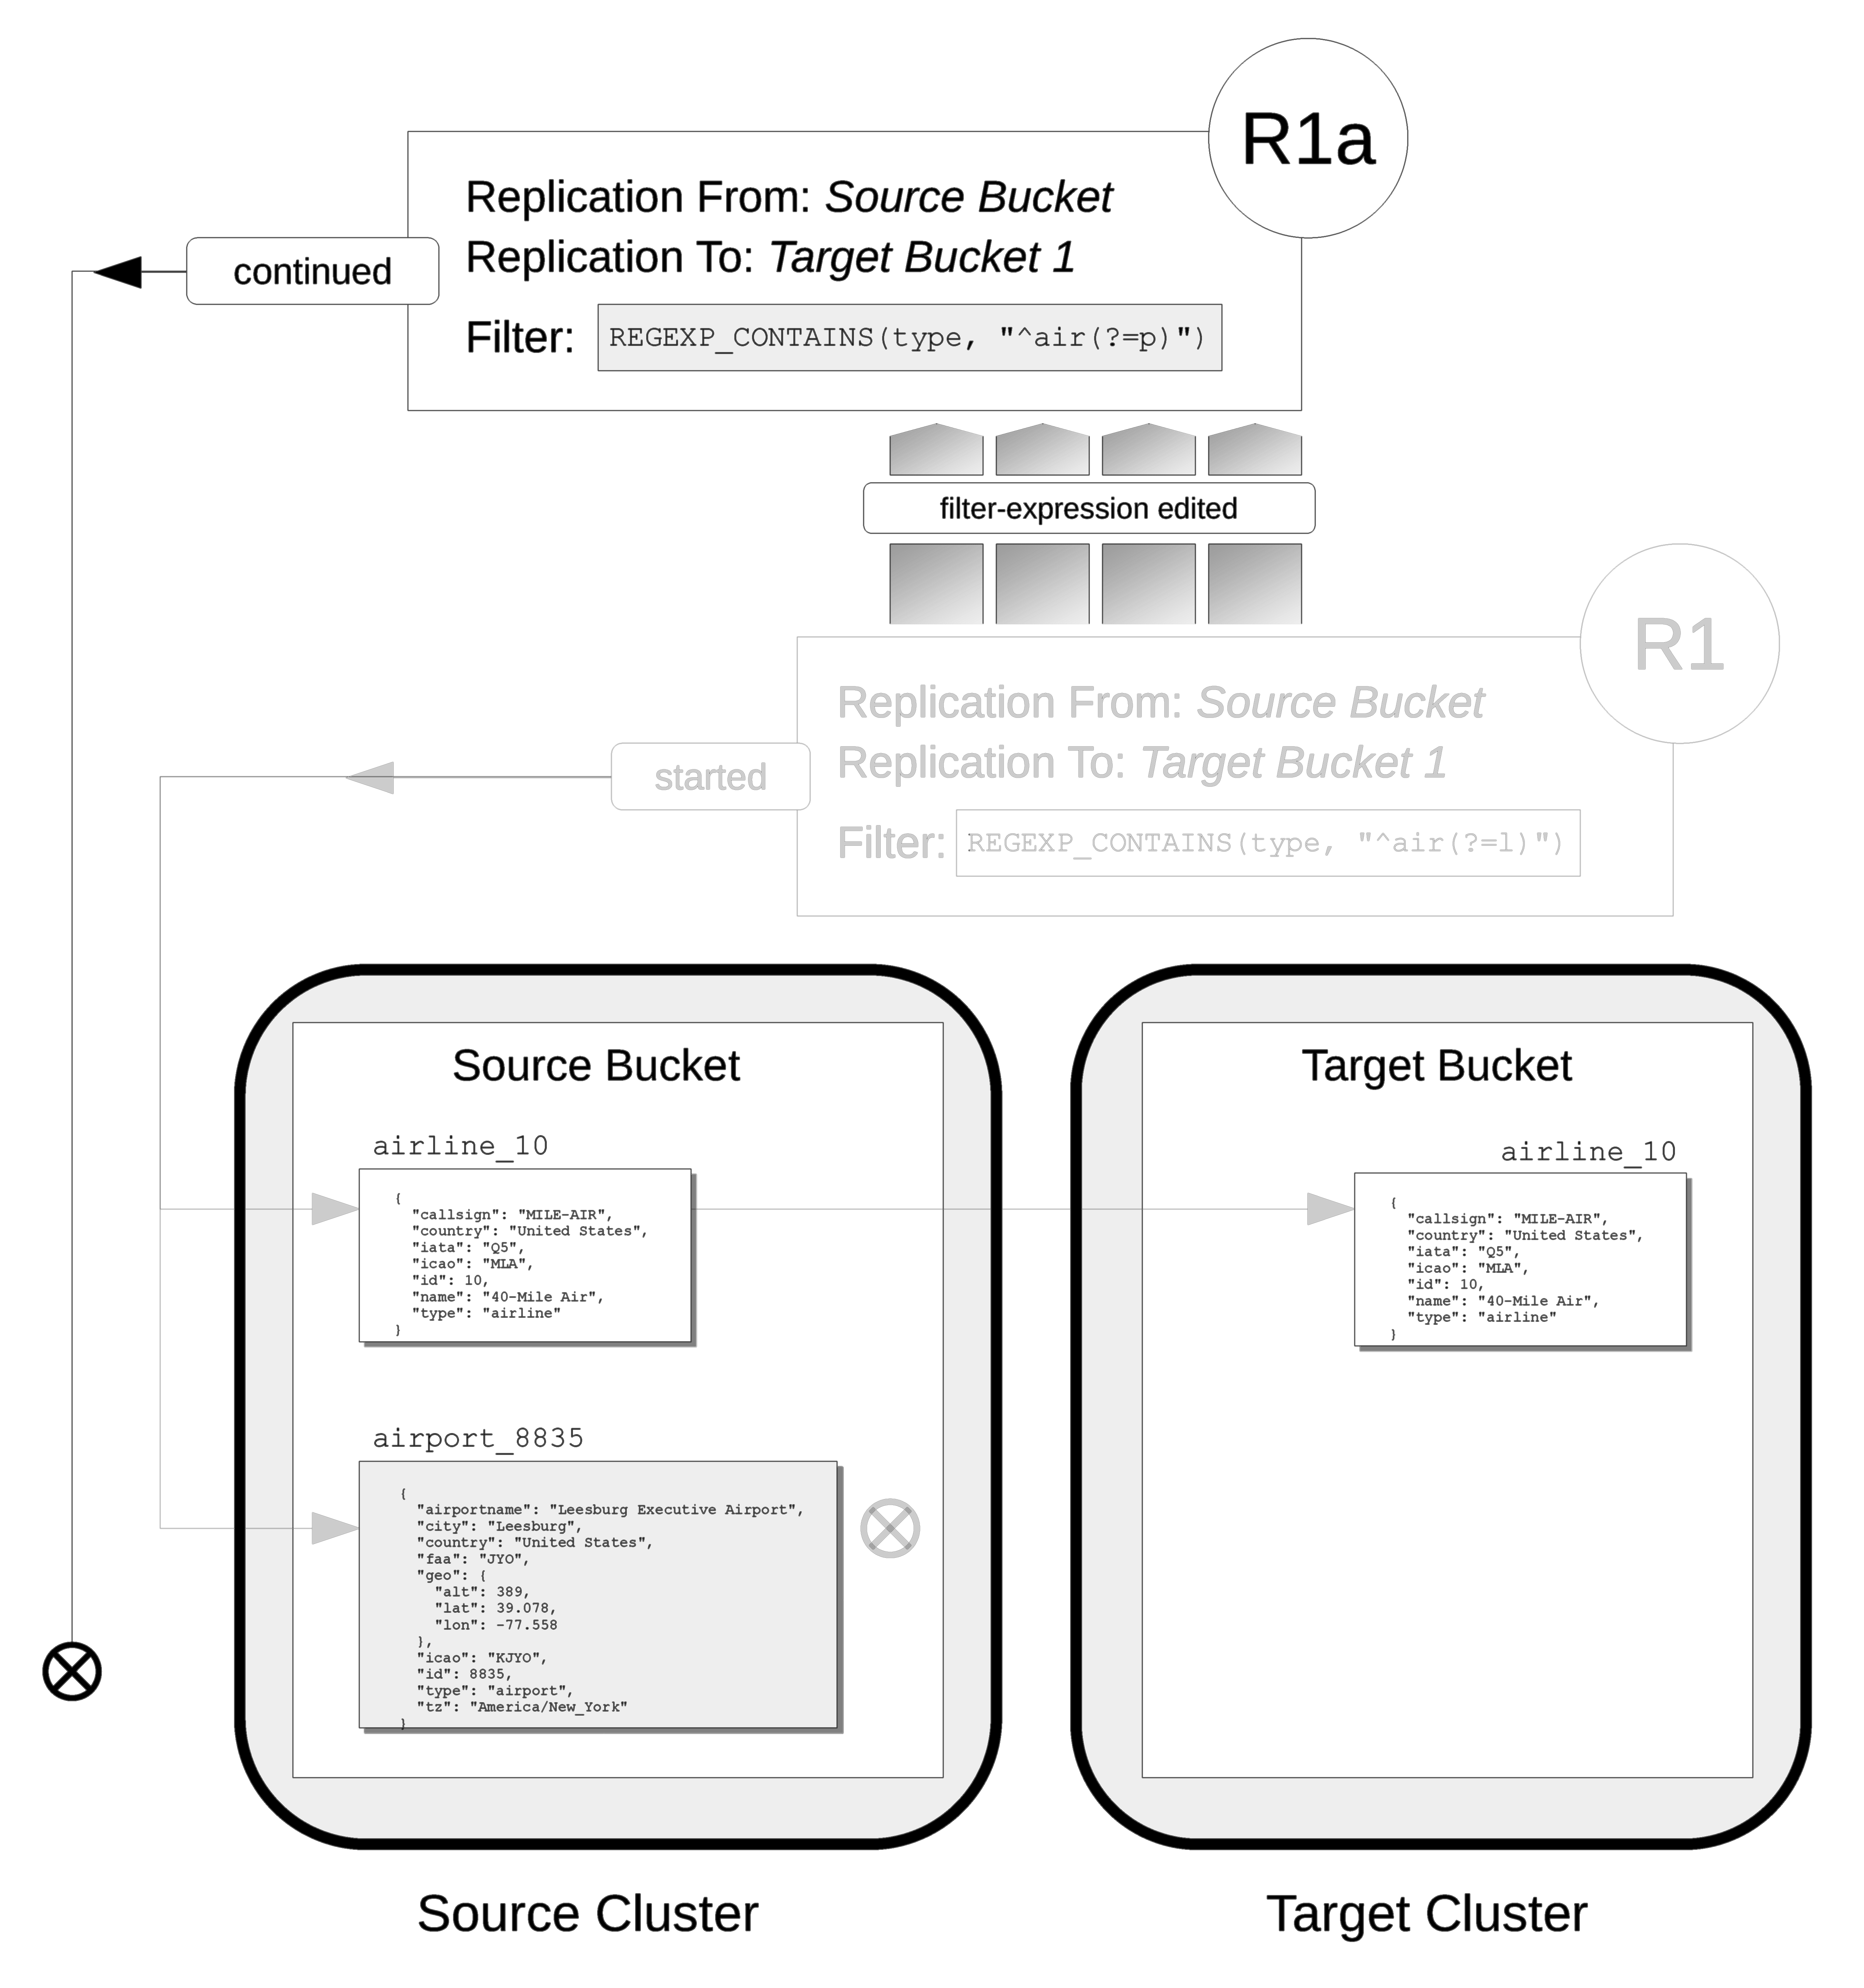 R1a
Replication From: Source Bucket
Replication To: Target Bucket 1
continued
Filter: REGEXP_CONTAINS(type, "^air(?=p)")
filter-expression edited
R1
Replication From: Source Bucket
Replication To: Target Bucket 1
started
Filter: REGEXP_CONTAINS(type, "^air(?=l)")
Source Bucket
airline_10
{
"callsign": "MILE-AIR",
"country": "United States",
"iata": "Q5",
"icao": "MLA",
"id": 10,
"name": "40-Mile Air",
"type": "airline"
}
airport_8835
{
"airportname": "Leesburg Executive Airport",
"city": "Leesburg",
"country": "United States",
"faa": "JYO",
"geo": {
"alt": 389,
"lat": 39.078,
"lon": -77.558
},
"icao": "KJYO",
"id": 8835,
"type": "airport",
"tz": "America/New_York"
}
Source Cluster
Target Bucket
airline_10
{
"callsign": "MILE-AIR",
"country": "United States",
"iata": "Q5",
"icao": "MLA",
"id": 10,
"name": "40-Mile Air",
"type": "airline"
}
Target Cluster